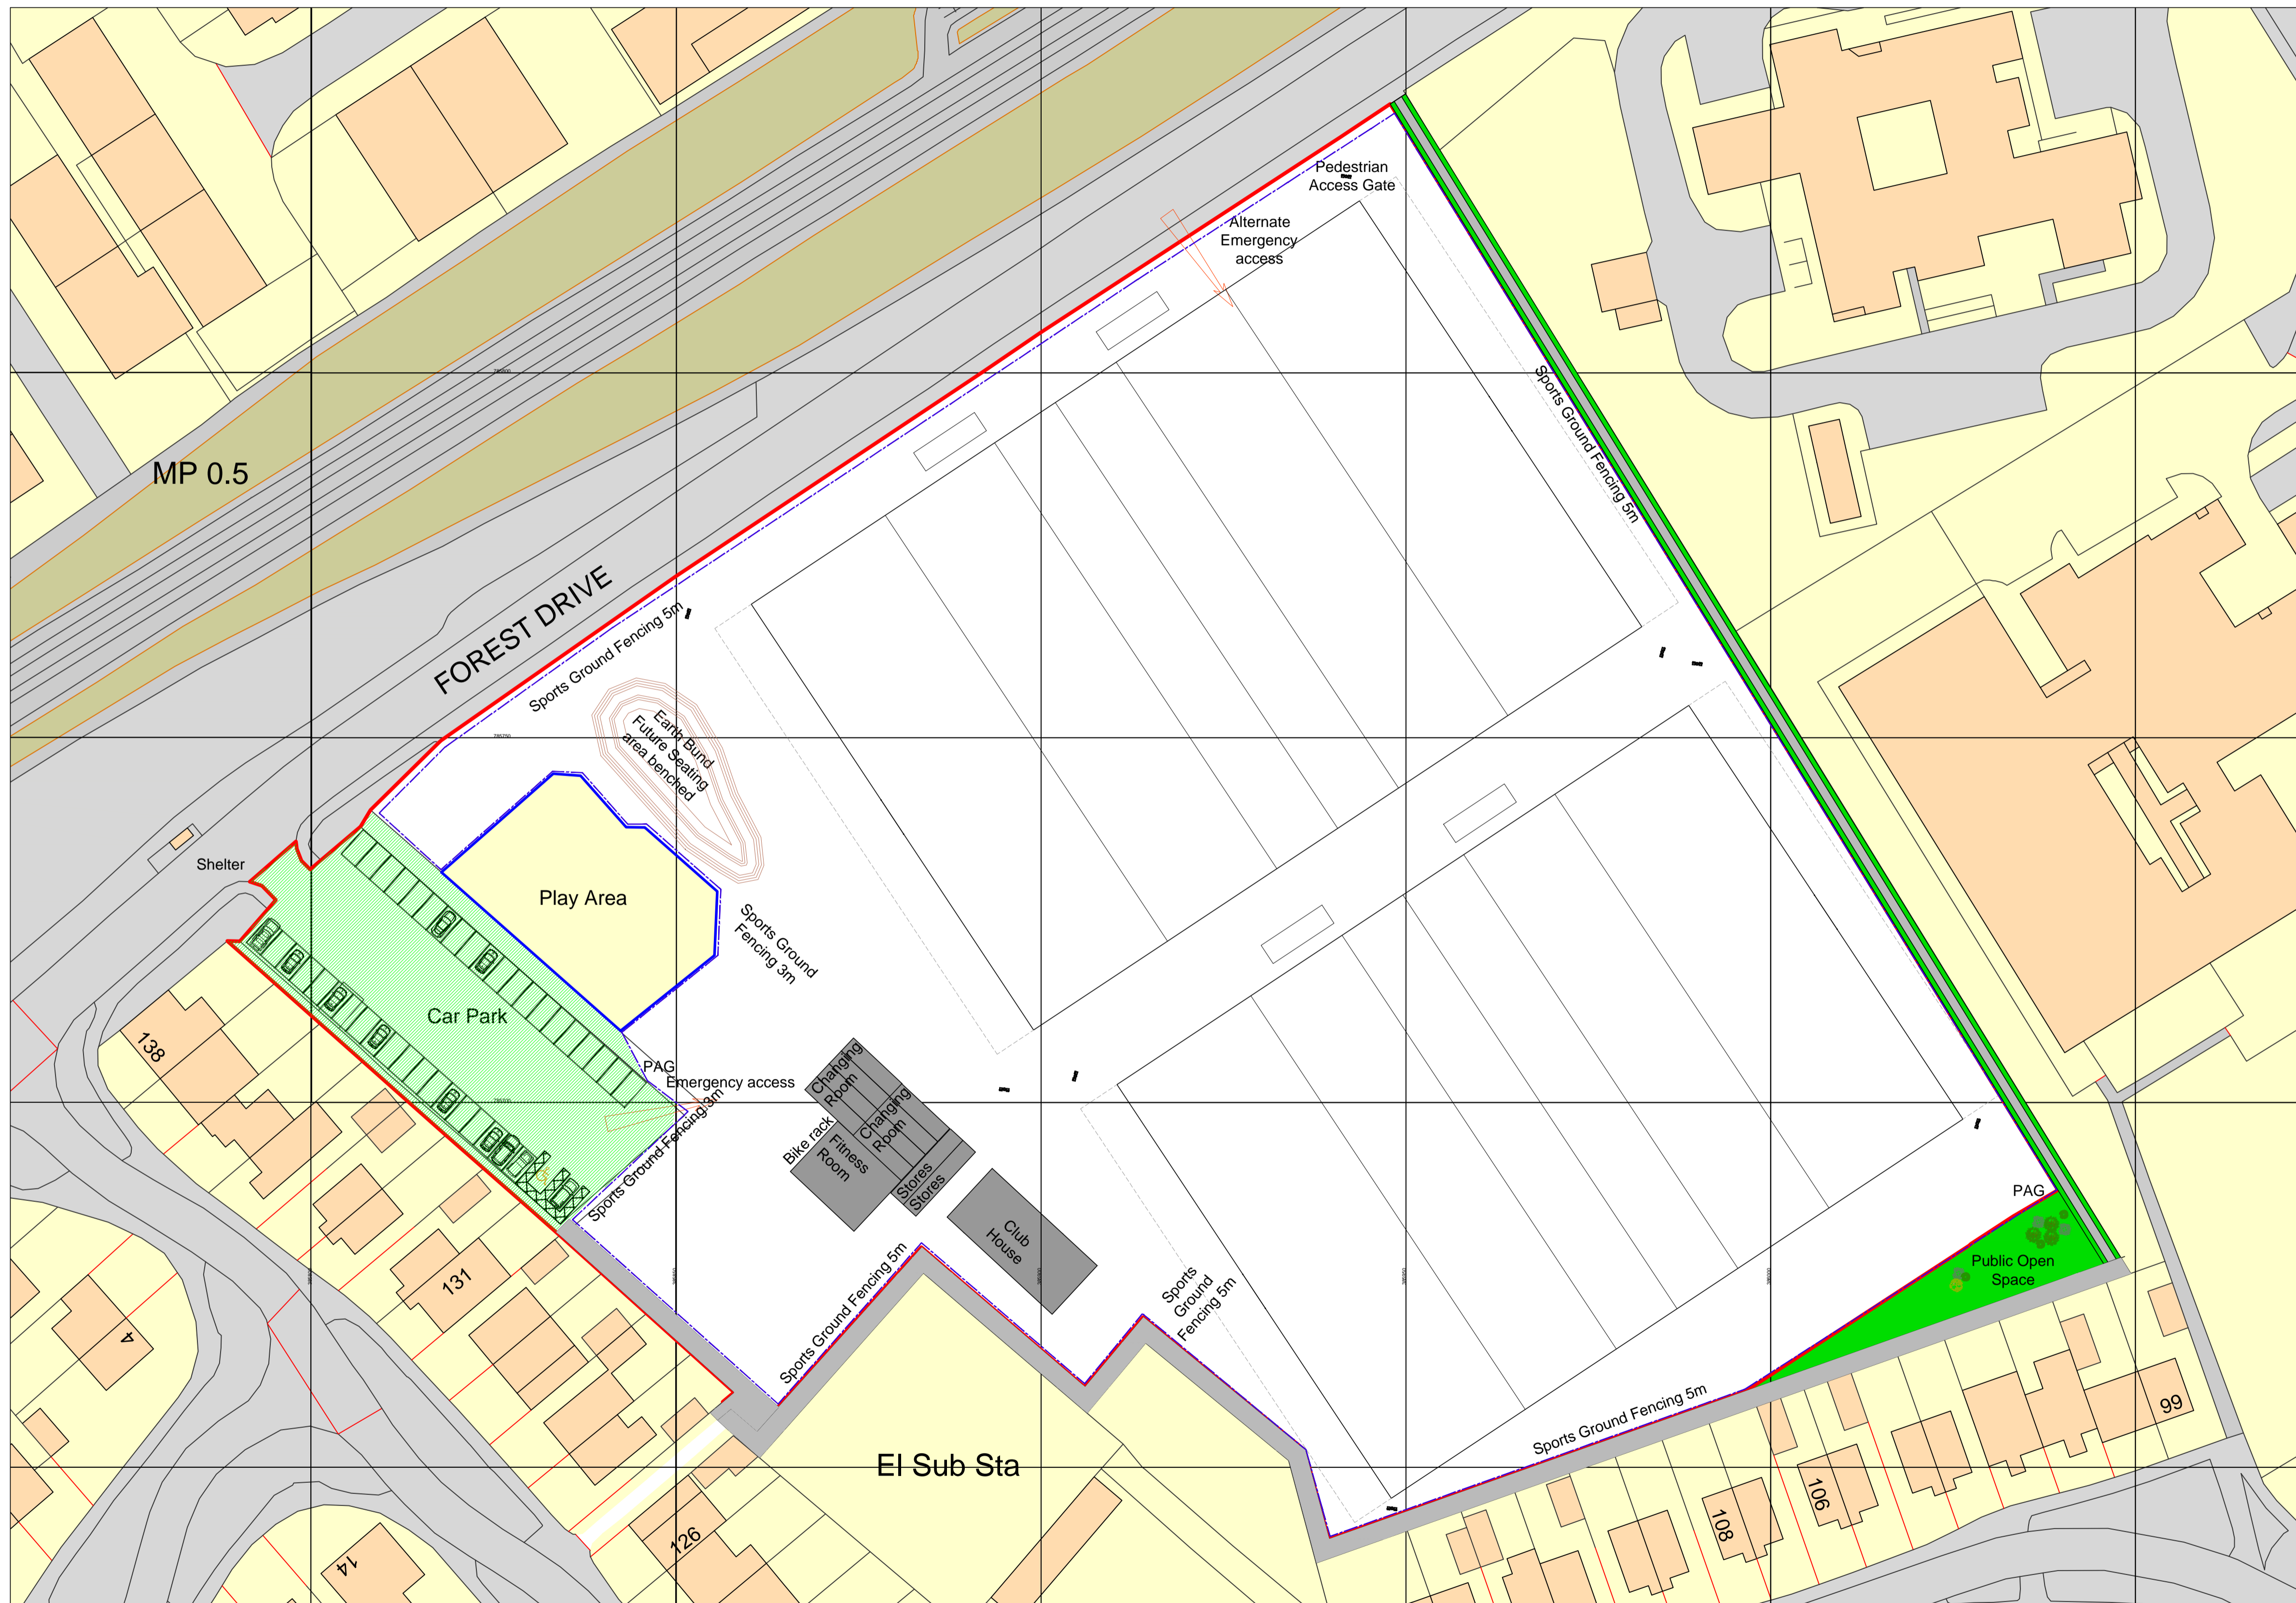 Pedestrian
Access Gate
Alternate
Emergency
access
Sports Ground Fencing 5m
MP 0.5
FOREST DRIVE
Sports Ground Fencing 5m
Earth Bund
Future Seating
area benched
785750
Shelter
Play Area
Sports Ground
Fencing 3m
Car Park
138
PAG
Emergency access
Sports Ground Fencing 3m
785700
Changing
Room
Changing
Room
Bike rack
Fitness
Room
Stores
Stores
Club
House
PAG
Public Open
Space
131
4
Sports Ground Fencing 5m
Sports
Ground
Fencing 5m
Sports Ground Fencing 5m
El Sub Sta
99
106
108
126
14